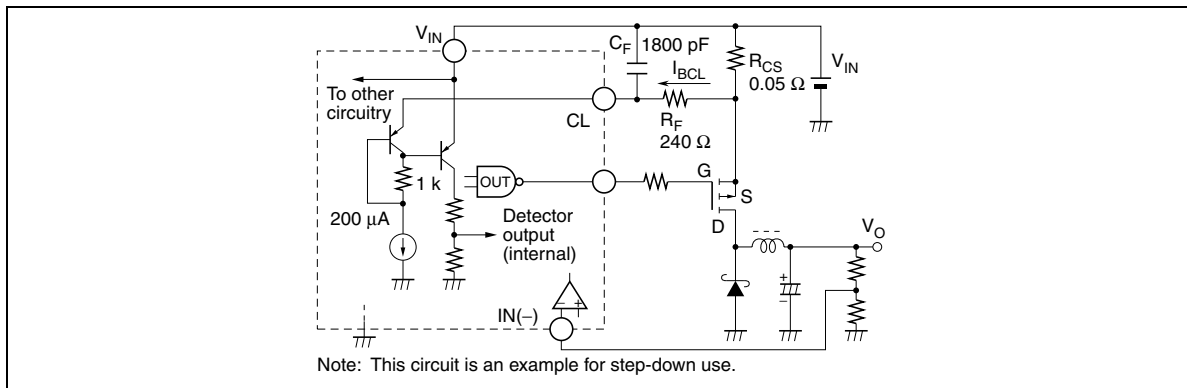 V_IN
C_F 1800 pF
I_BCL
R_CS
0.05 Ω
V_IN
To other
circuitry
CL
R_F
240 Ω
1 k
OUT
G
S
D
200 μA
Detector
output
(internal)
V_O
+
−
− +
IN(−)
Note: This circuit is an example for step-down use.